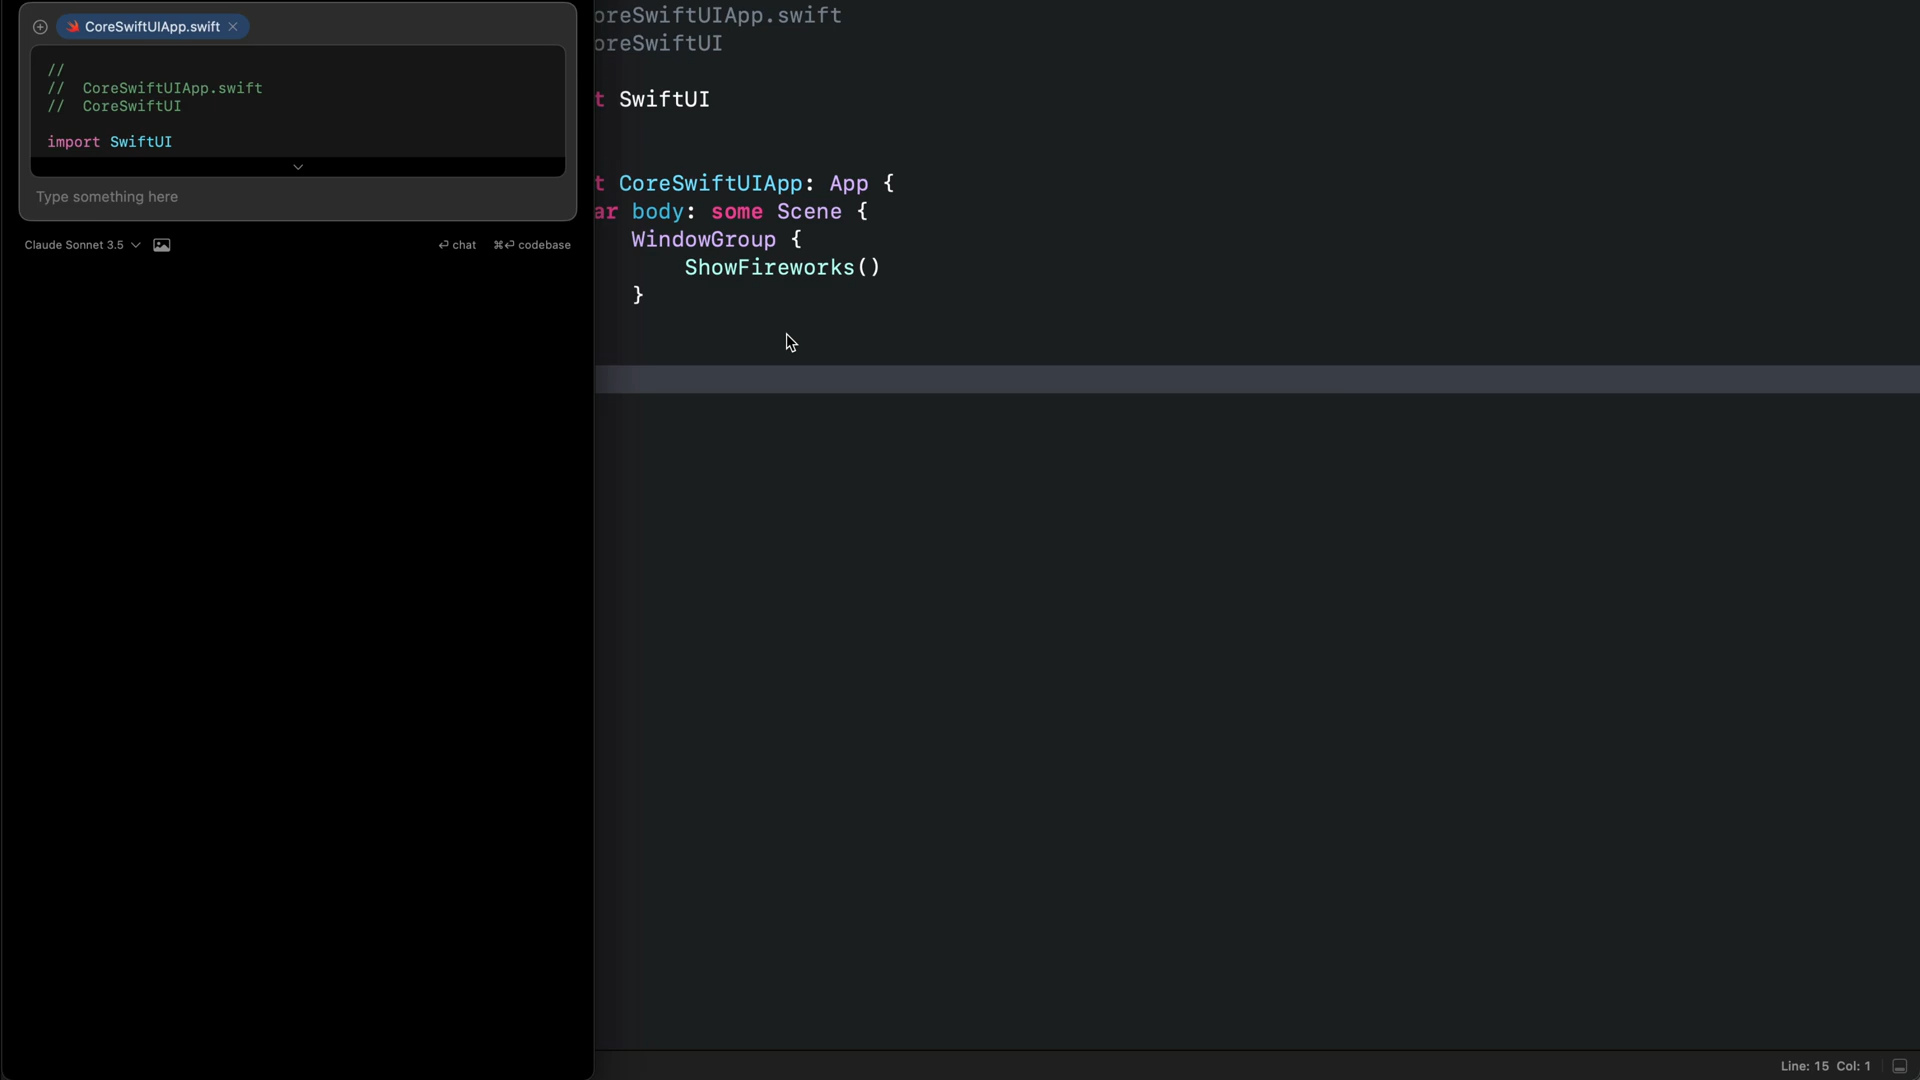 CoreSwiftUIApp.swift
//
// CoreSwiftUIApp.swift
// CoreSwiftUI
import SwiftUI
Type something here
Claude Sonnet 3.5
chat
codebase
oreSwiftUIApp.swift
oreSwiftUI
t SwiftUI
t CoreSwiftUIApp: App {
ar body: some Scene {
WindowGroup {
ShowFireworks()
}
Line: 15 Col: 1